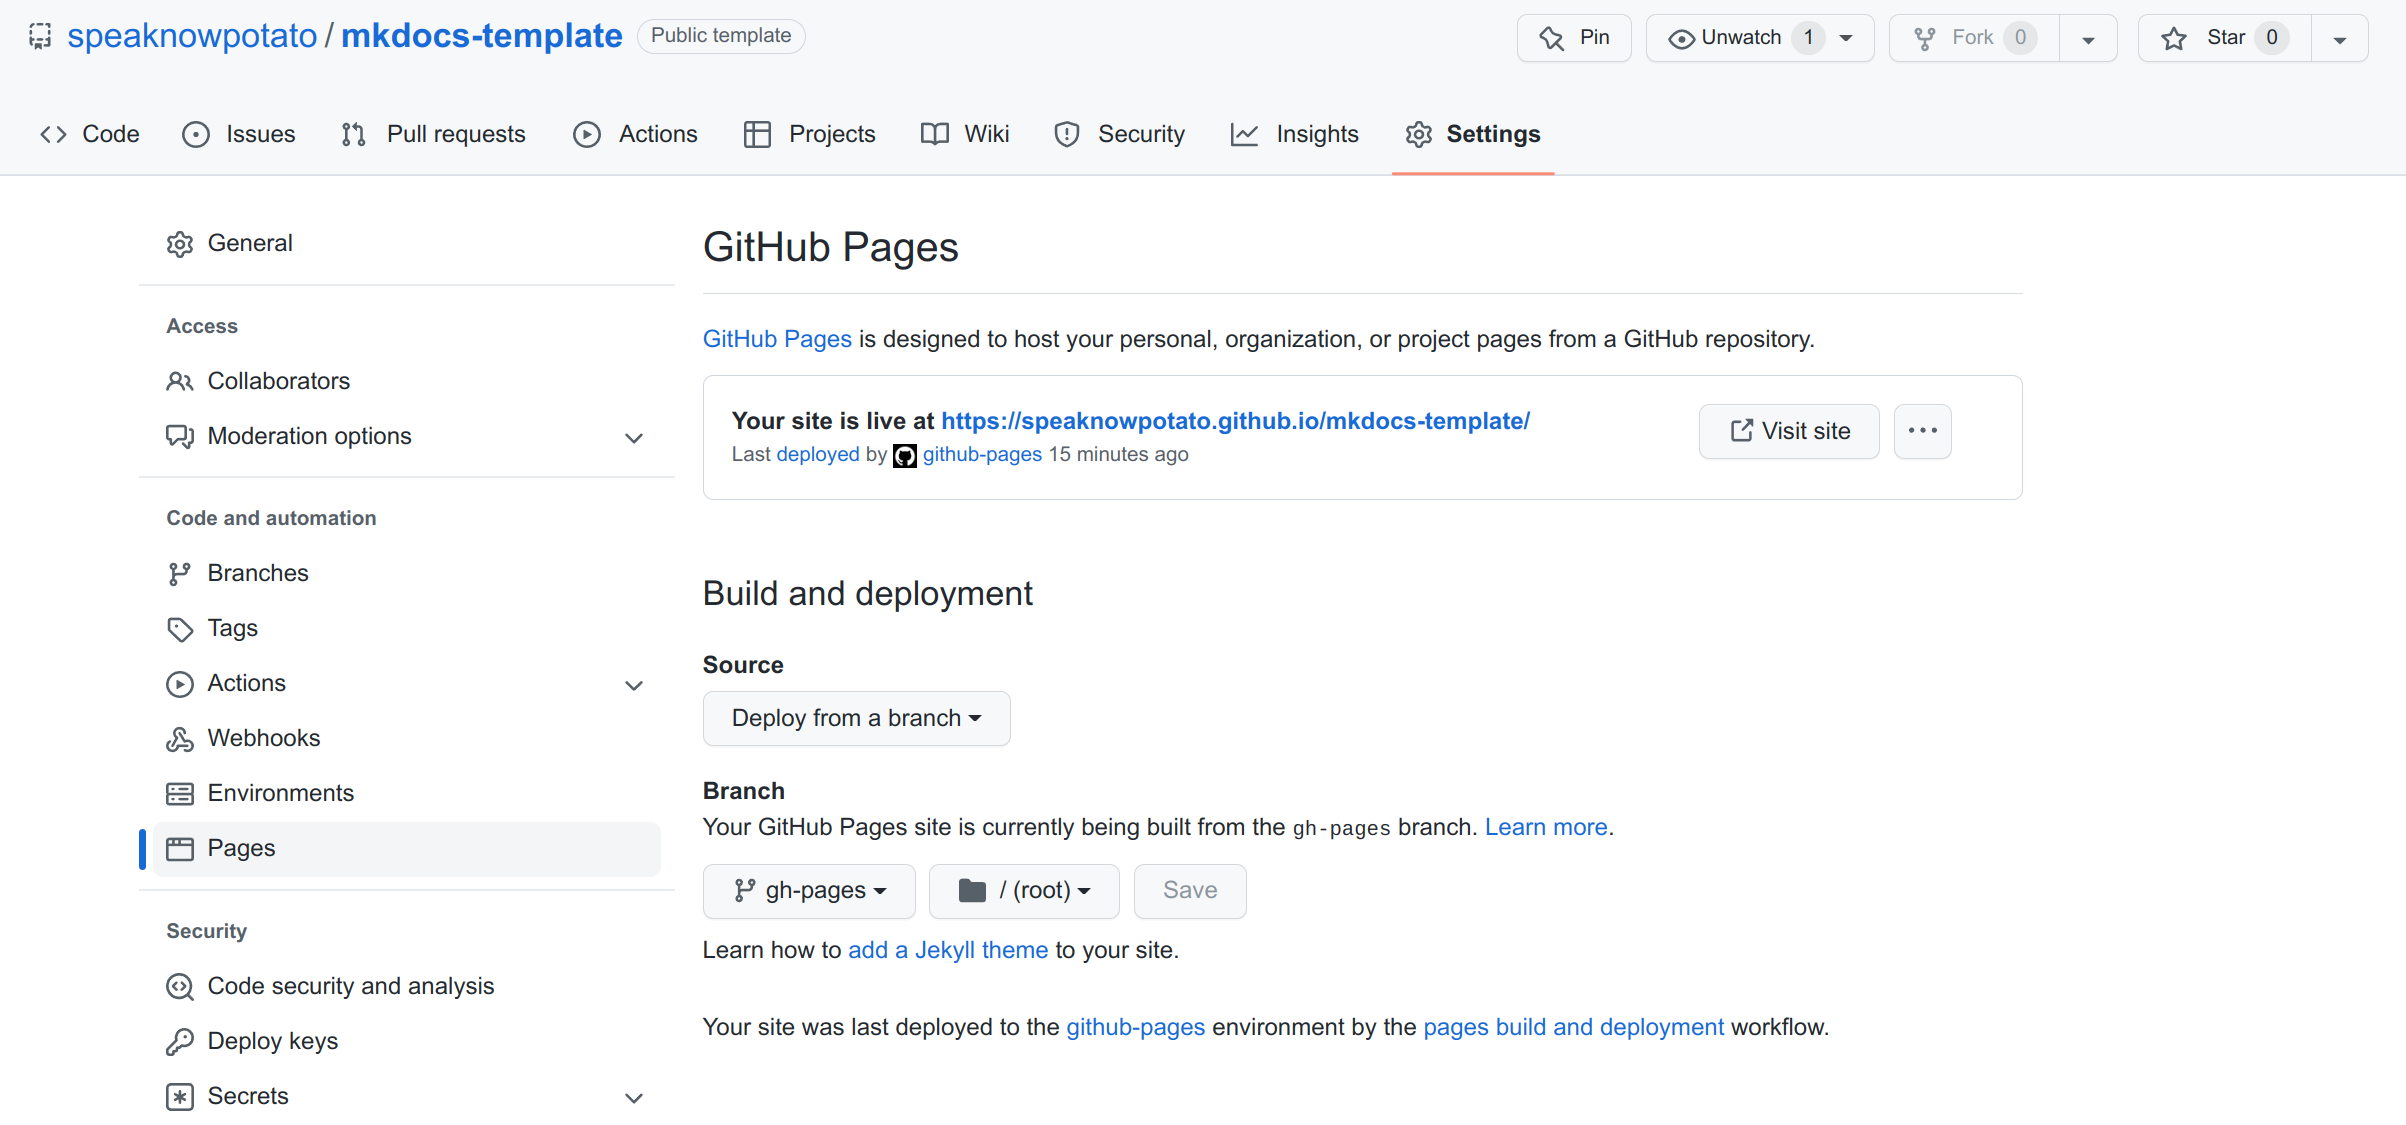 speaknowpotato / mkdocs-template Public template Pin Unwatch 1 Fork 0 Star 0
Code Issues Pull requests Actions Projects Wiki Security Insights Settings
General
Access
Collaborators
Moderation options
Code and automation
Branches
Tags
Actions
Webhooks
Environments
Pages
Security
Code security and analysis
Deploy keys
Secrets
GitHub Pages
GitHub Pages is designed to host your personal, organization, or project pages from a GitHub repository.
Your site is live at https://speaknowpotato.github.io/mkdocs-template/
Last deployed by github-pages 15 minutes ago
Visit site
Build and deployment
Source
Deploy from a branch
Branch
Your GitHub Pages site is currently being built from the gh-pages branch. Learn more.
gh-pages / (root) Save
Learn how to add a Jekyll theme to your site.
Your site was last deployed to the github-pages environment by the pages build and deployment workflow.